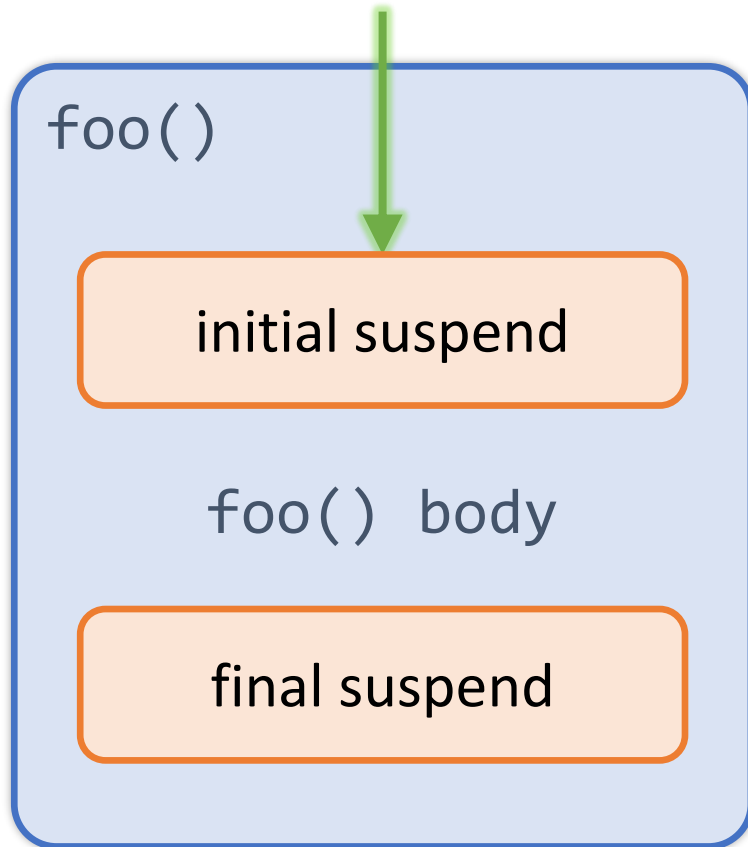 foo()
initial suspend
foo() body
final suspend